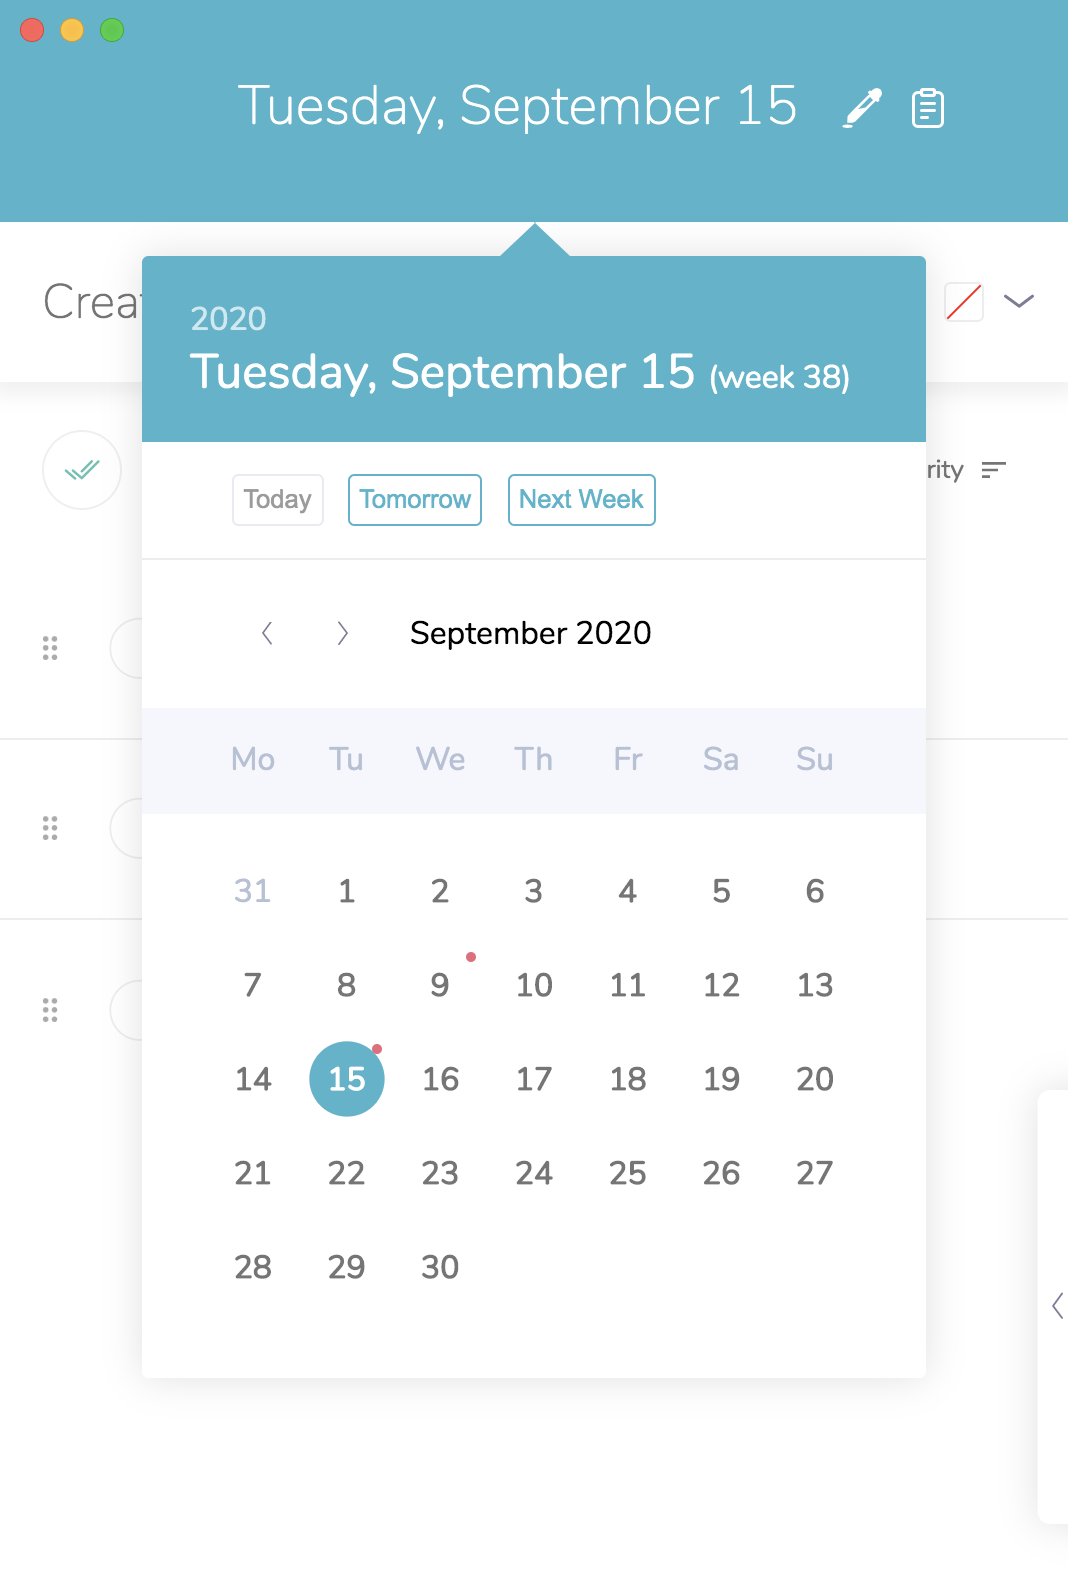 Tuesday, September 15
2020
Tuesday, September 15 (week 38)
Today Tomorrow Next Week
September 2020
Mo Tu We Th Fr Sa Su
31 1 2 3 4 5 6
7 8 9 10 11 12 13
14 15 16 17 18 19 20
21 22 23 24 25 26 27
28 29 30